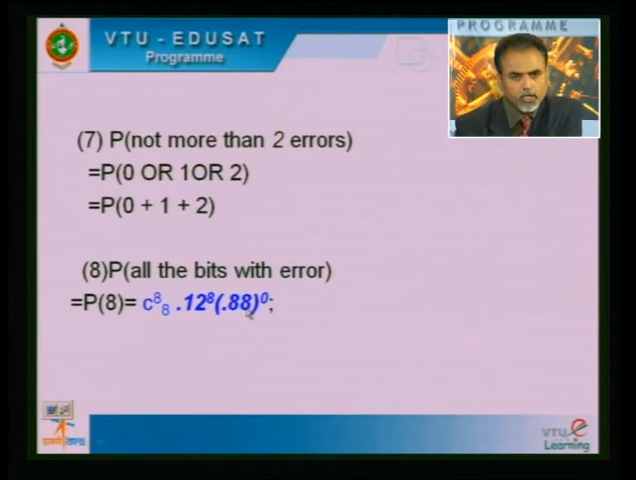 VTU - EDUSAT
Programme
PROGRAMME
(7) P(not more than 2 errors)
=P(0 OR 1OR 2)
=P(0 + 1 + 2)
(8)P(all the bits with error)
=P(8)= c⁸₈ .12⁸(.88)⁰;
VTU e
Learning